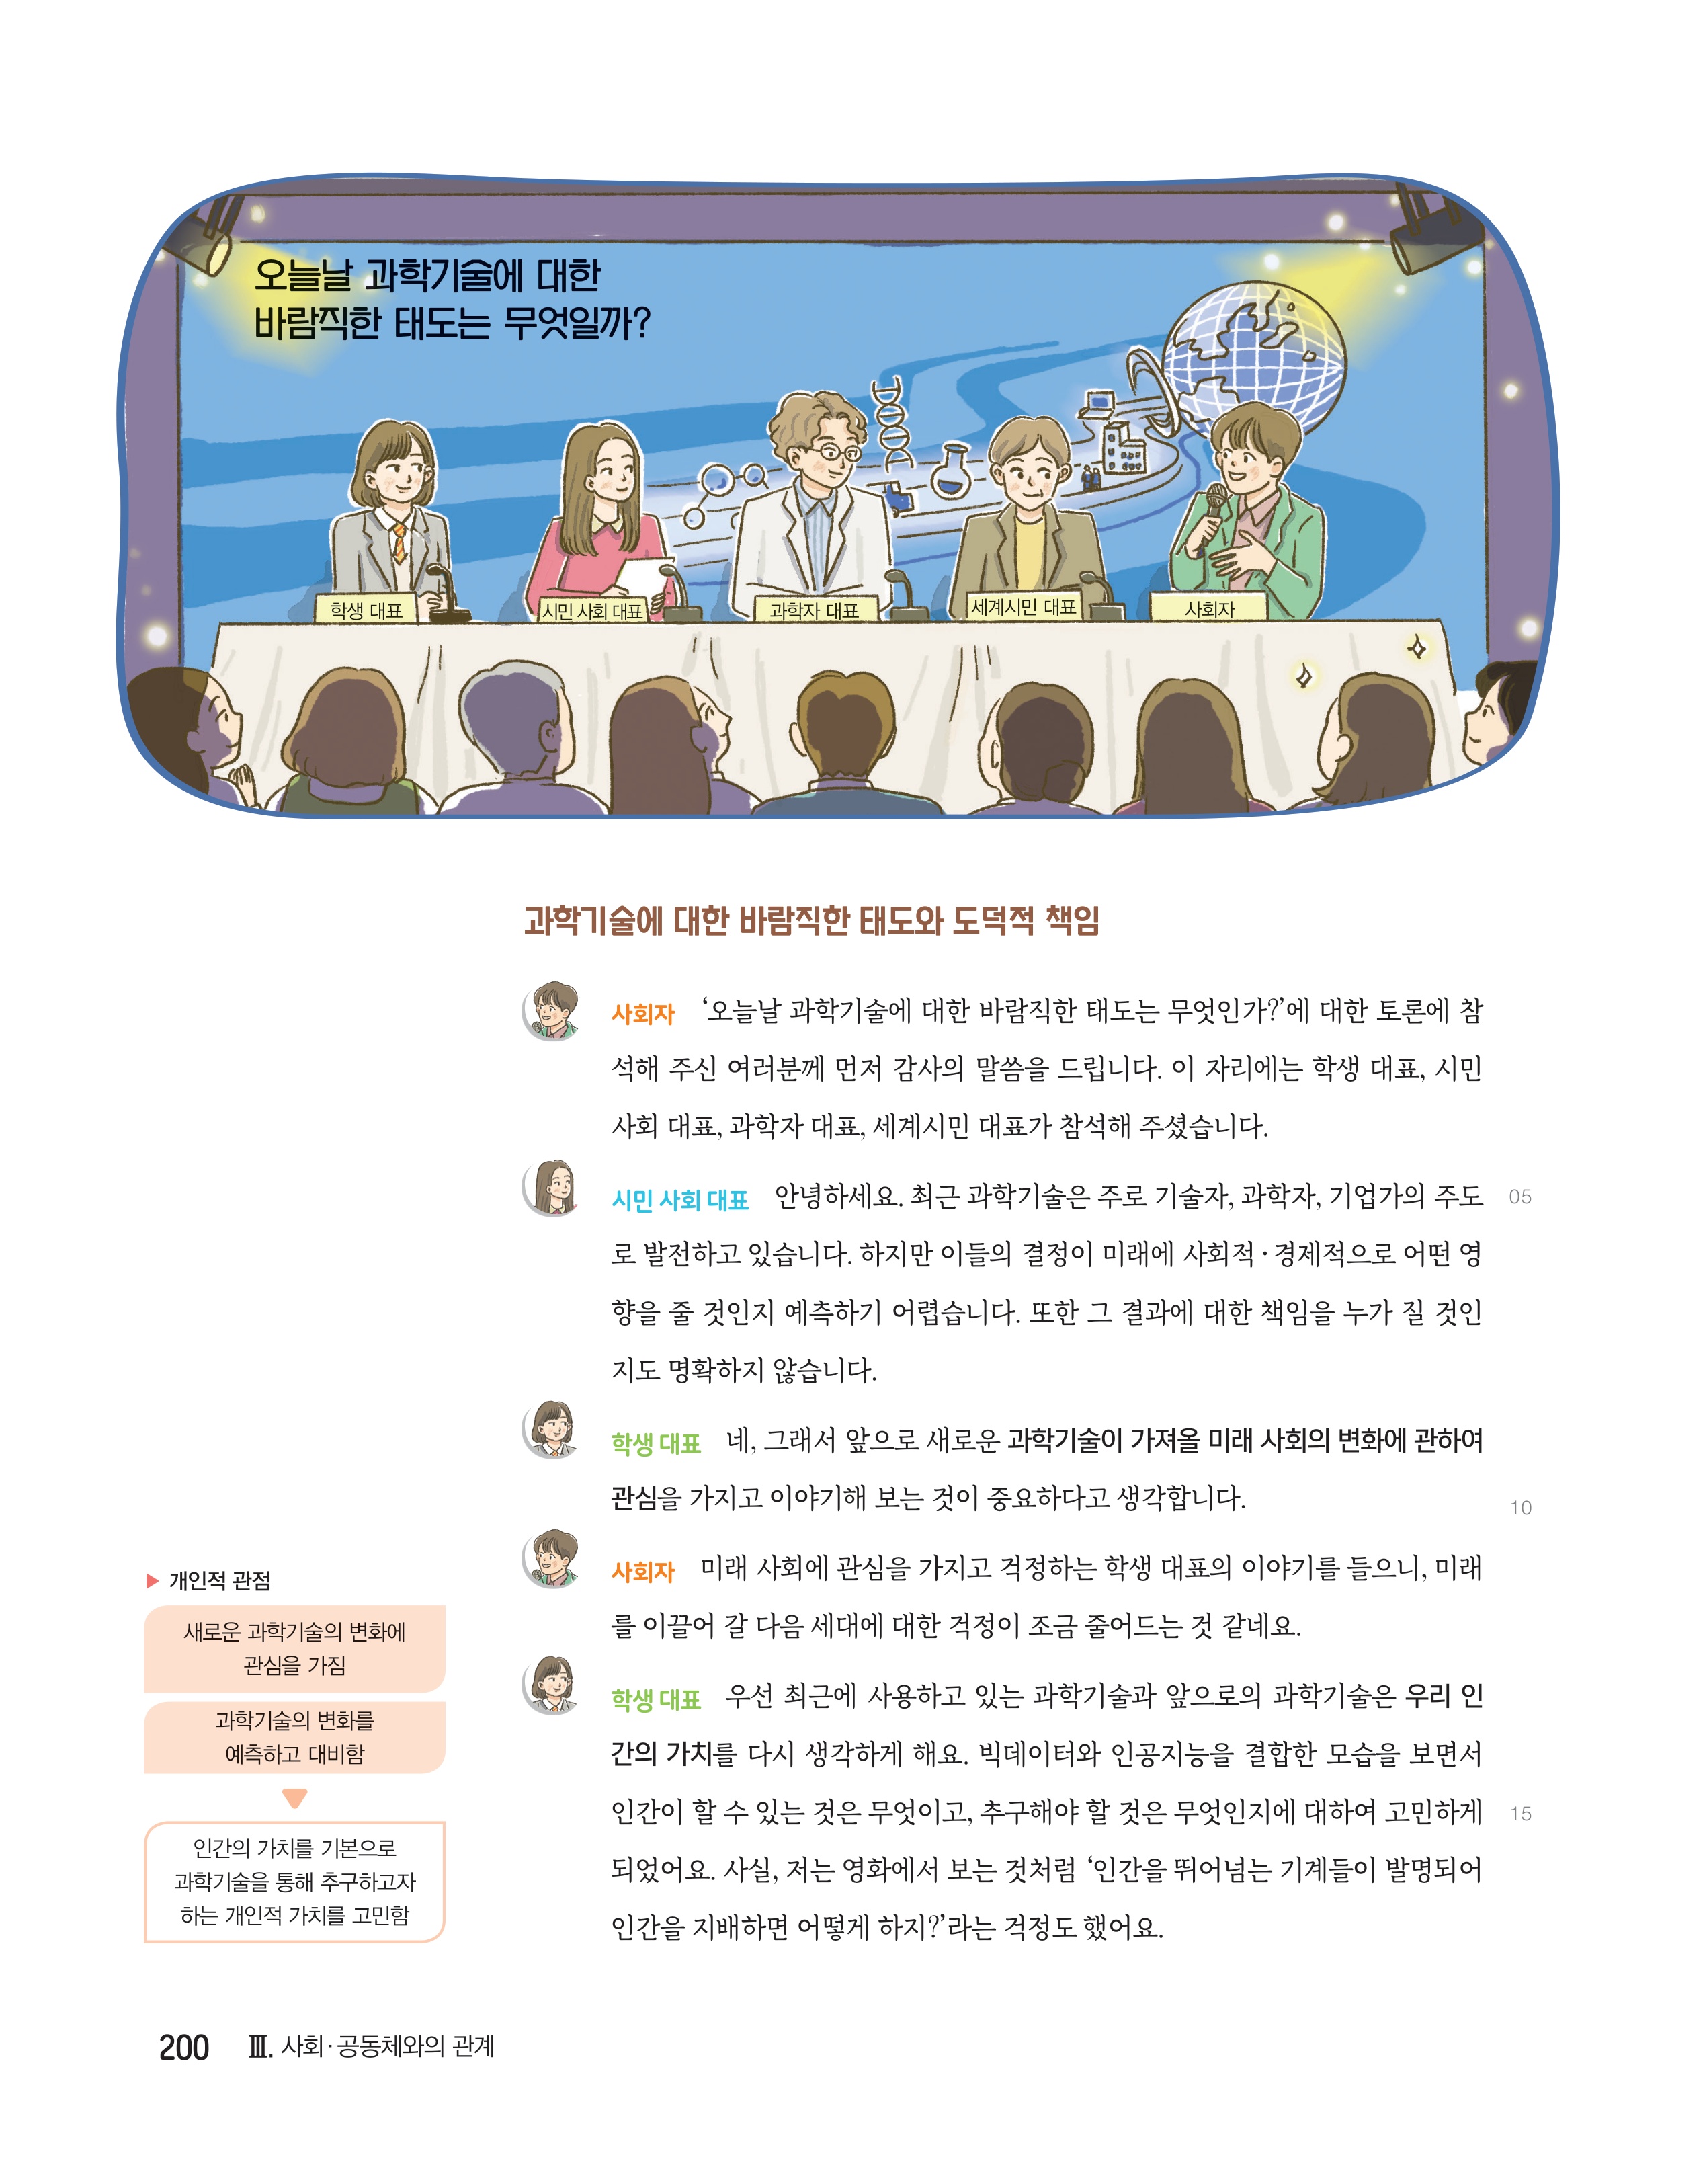 오늘날 과학기술에 대한
바람직한 태도는 무엇일까?
학생 대표
시민 사회 대표
과학자 대표
세계시민 대표
사회자
과학기술에 대한 바람직한 태도와 도덕적 책임
사회자 ‘오늘날 과학기술에 대한 바람직한 태도는 무엇인가?’에 대한 토론에 참
석해 주신 여러분께 먼저 감사의 말씀을 드립니다. 이 자리에는 학생 대표, 시민
사회 대표, 과학자 대표, 세계시민 대표가 참석해 주셨습니다.
시민 사회 대표 안녕하세요. 최근 과학기술은 주로 기술자, 과학자, 기업가의 주도 05
로 발전하고 있습니다. 하지만 이들의 결정이 미래에 사회적·경제적으로 어떤 영
향을 줄 것인지 예측하기 어렵습니다. 또한 그 결과에 대한 책임을 누가 질 것인
지도 명확하지 않습니다.
학생 대표 네, 그래서 앞으로 새로운 과학기술이 가져올 미래 사회의 변화에 관하여
관심을 가지고 이야기해 보는 것이 중요하다고 생각합니다. 10
사회자 미래 사회에 관심을 가지고 걱정하는 학생 대표의 이야기를 들으니, 미래
를 이끌어 갈 다음 세대에 대한 걱정이 조금 줄어드는 것 같네요.
학생 대표 우선 최근에 사용하고 있는 과학기술과 앞으로의 과학기술은 우리 인
간의 가치를 다시 생각하게 해요. 빅데이터와 인공지능을 결합한 모습을 보면서
인간이 할 수 있는 것은 무엇이고, 추구해야 할 것은 무엇인지에 대하여 고민하게 15
되었어요. 사실, 저는 영화에서 보는 것처럼 ‘인간을 뛰어넘는 기계들이 발명되어
인간을 지배하면 어떻게 하지?’라는 걱정도 했어요.
▶ 개인적 관점
새로운 과학기술의 변화에
관심을 가짐
과학기술의 변화를
예측하고 대비함
인간의 가치를 기본으로
과학기술을 통해 추구하고자
하는 개인적 가치를 고민함
200 Ⅲ. 사회·공동체와의 관계